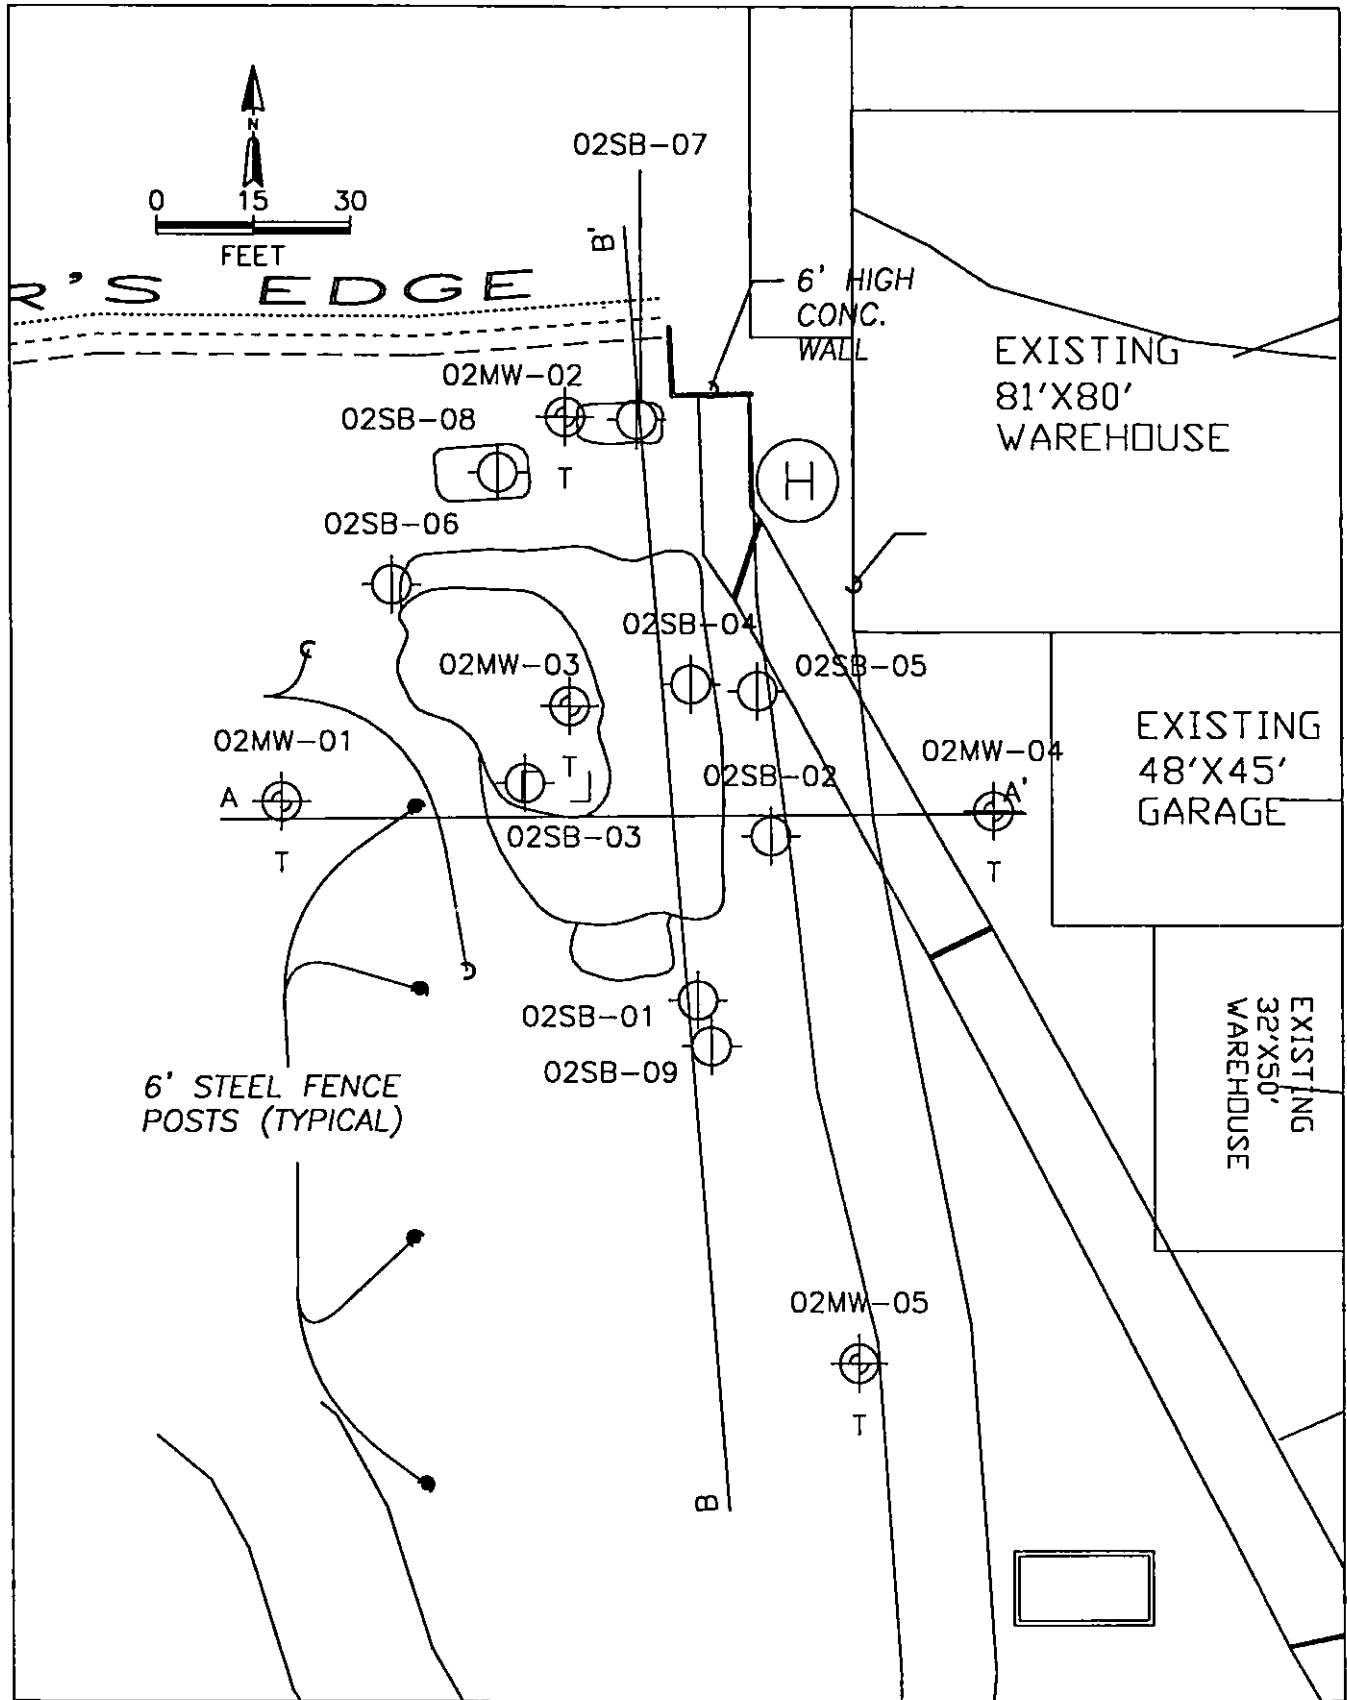 N
0 15 30
FEET
02SB-07
B'
R'S EDGE
6' HIGH
CONC.
WALL
EXISTING
81'X80'
WAREHOUSE
02MW-02
02SB-08
T
H
02SB-06
02SB-04
02MW-03
02SB-05
02MW-01
T
02SB-02
02MW-04
EXISTING
48'X45'
GARAGE
A
A'
02SB-03
T
T
02SB-01
02SB-09
EXISTING
32'X50'
WAREHOUSE
6' STEEL FENCE
POSTS (TYPICAL)
02MW-05
T
B